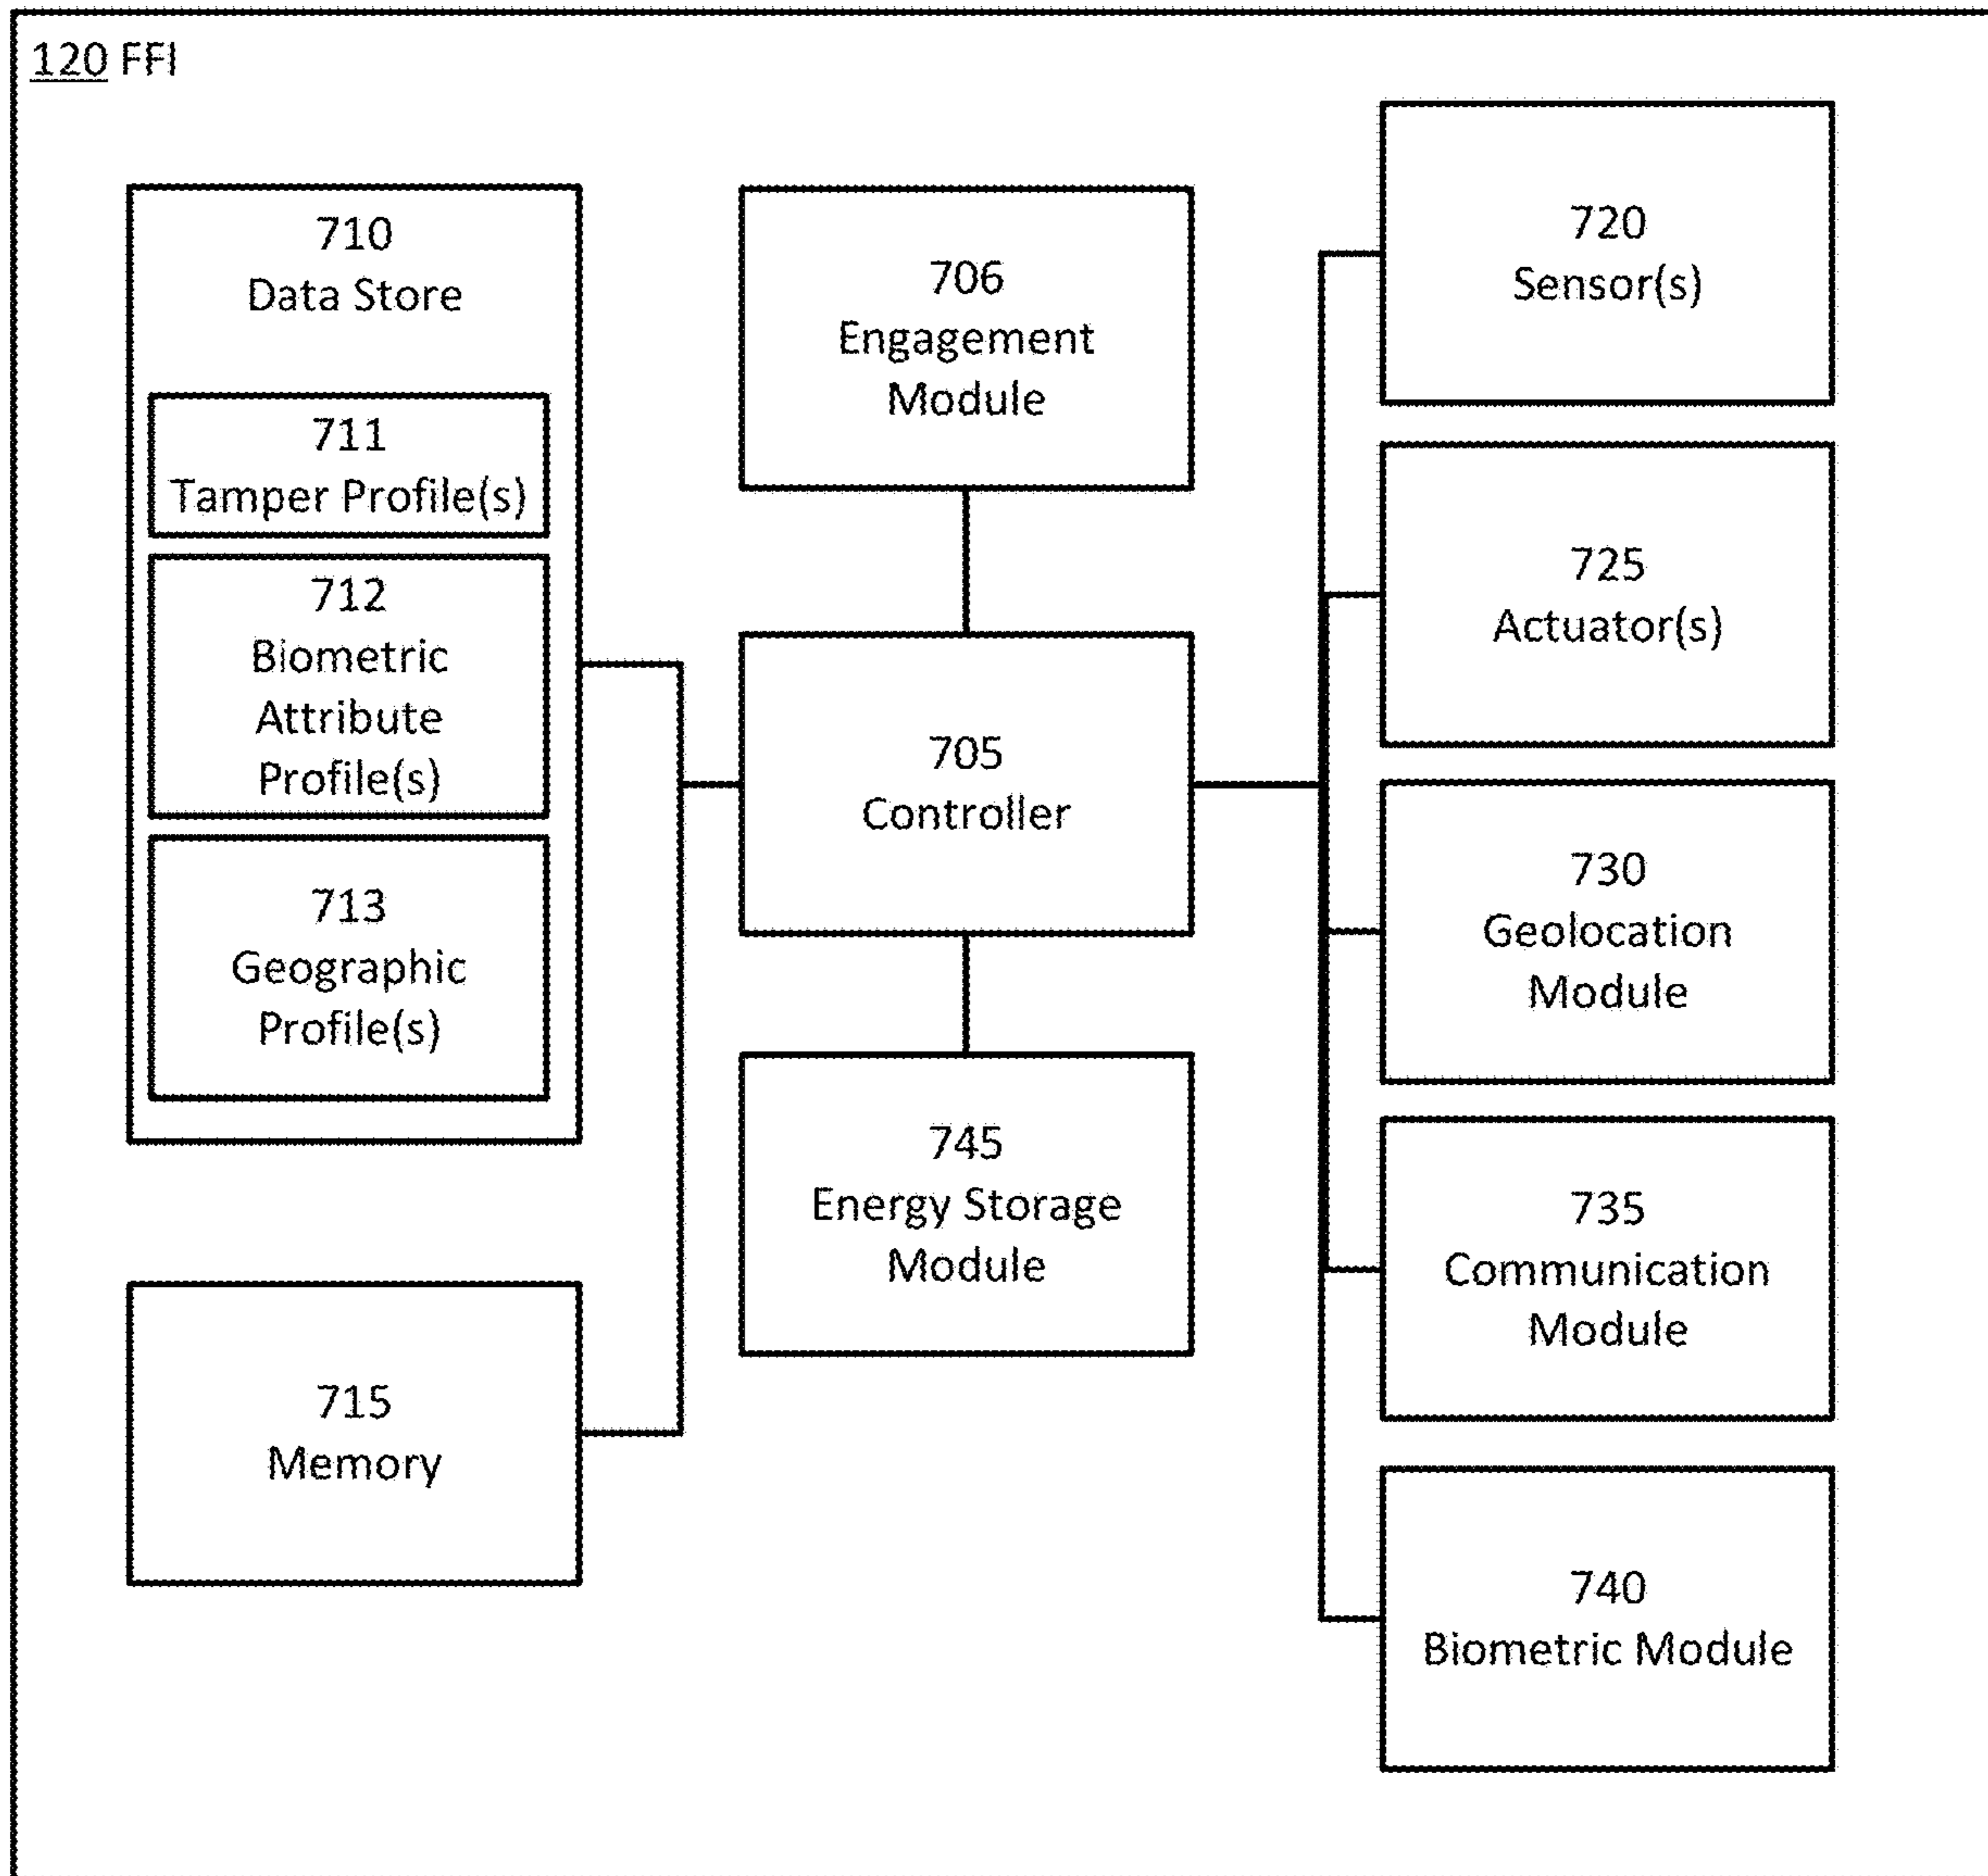 120 FFI
710
Data Store
711
Tamper Profile(s)
712
Biometric
Attribute
Profile(s)
713
Geographic
Profile(s)
715
Memory
706
Engagement
Module
705
Controller
745
Energy Storage
Module
720
Sensor(s)
725
Actuator(s)
730
Geolocation
Module
735
Communication
Module
740
Biometric Module